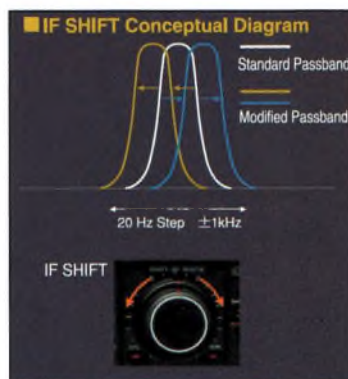 IF SHIFT Conceptual Diagram
Standard Passband
Modified Passband
20 Hz Step ±1kHz
IF SHIFT